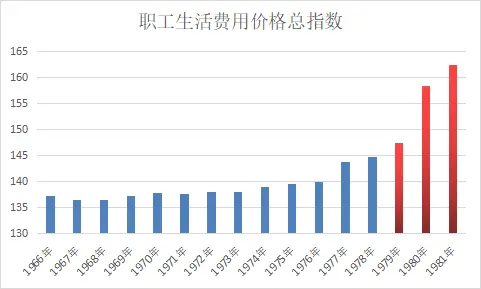 职工生活费用价格总指数
165
160
155
150
145
140
135
130
1966年
1967年
1968年
1969年
1970年
1971年
1972年
1973年
1974年
1975年
1976年
1977年
1978年
1979年
1980年
1981年